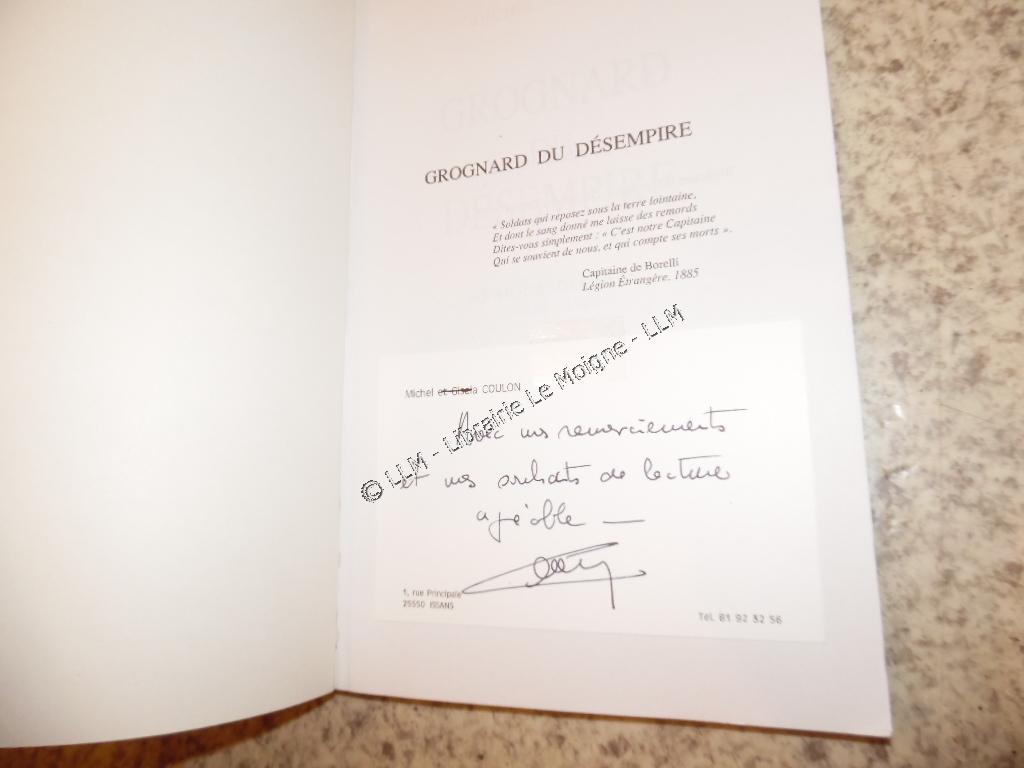 GROGNARD DU DÉSEMPIRE
« Soldats qui reposez sous la terre lointaine,
Et dont le sang donné me laisse des remords
Dites-vous simplement : « C'est notre Capitaine
Qui se souvient de nous, et qui compte ses morts ».
Capitaine de Borelli
Légion Étrangère, 1885
© LLM - Librairie Le Moigne - LLM
Michel et Gisela COULON
Avec mes remerciements
et mes souhaits de lecture
agréable —
1, rue Principale
25550 ISSANS
Tél. 81 92 32 56
GROGNARD
DÉSEMPIRE